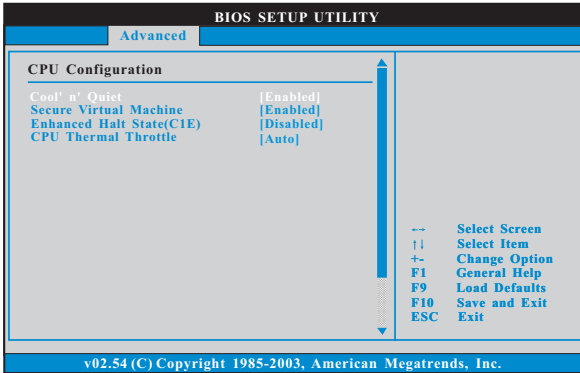 BIOS SETUP UTILITY
Advanced
CPU Configuration
Cool' n' Quiet [Enabled]
Secure Virtual Machine [Enabled]
Enhanced Halt State(C1E) [Disabled]
CPU Thermal Throttle [Auto]
←→ Select Screen
↑↓ Select Item
+- Change Option
F1 General Help
F9 Load Defaults
F10 Save and Exit
ESC Exit
v02.54 (C) Copyright 1985-2003, American Megatrends, Inc.